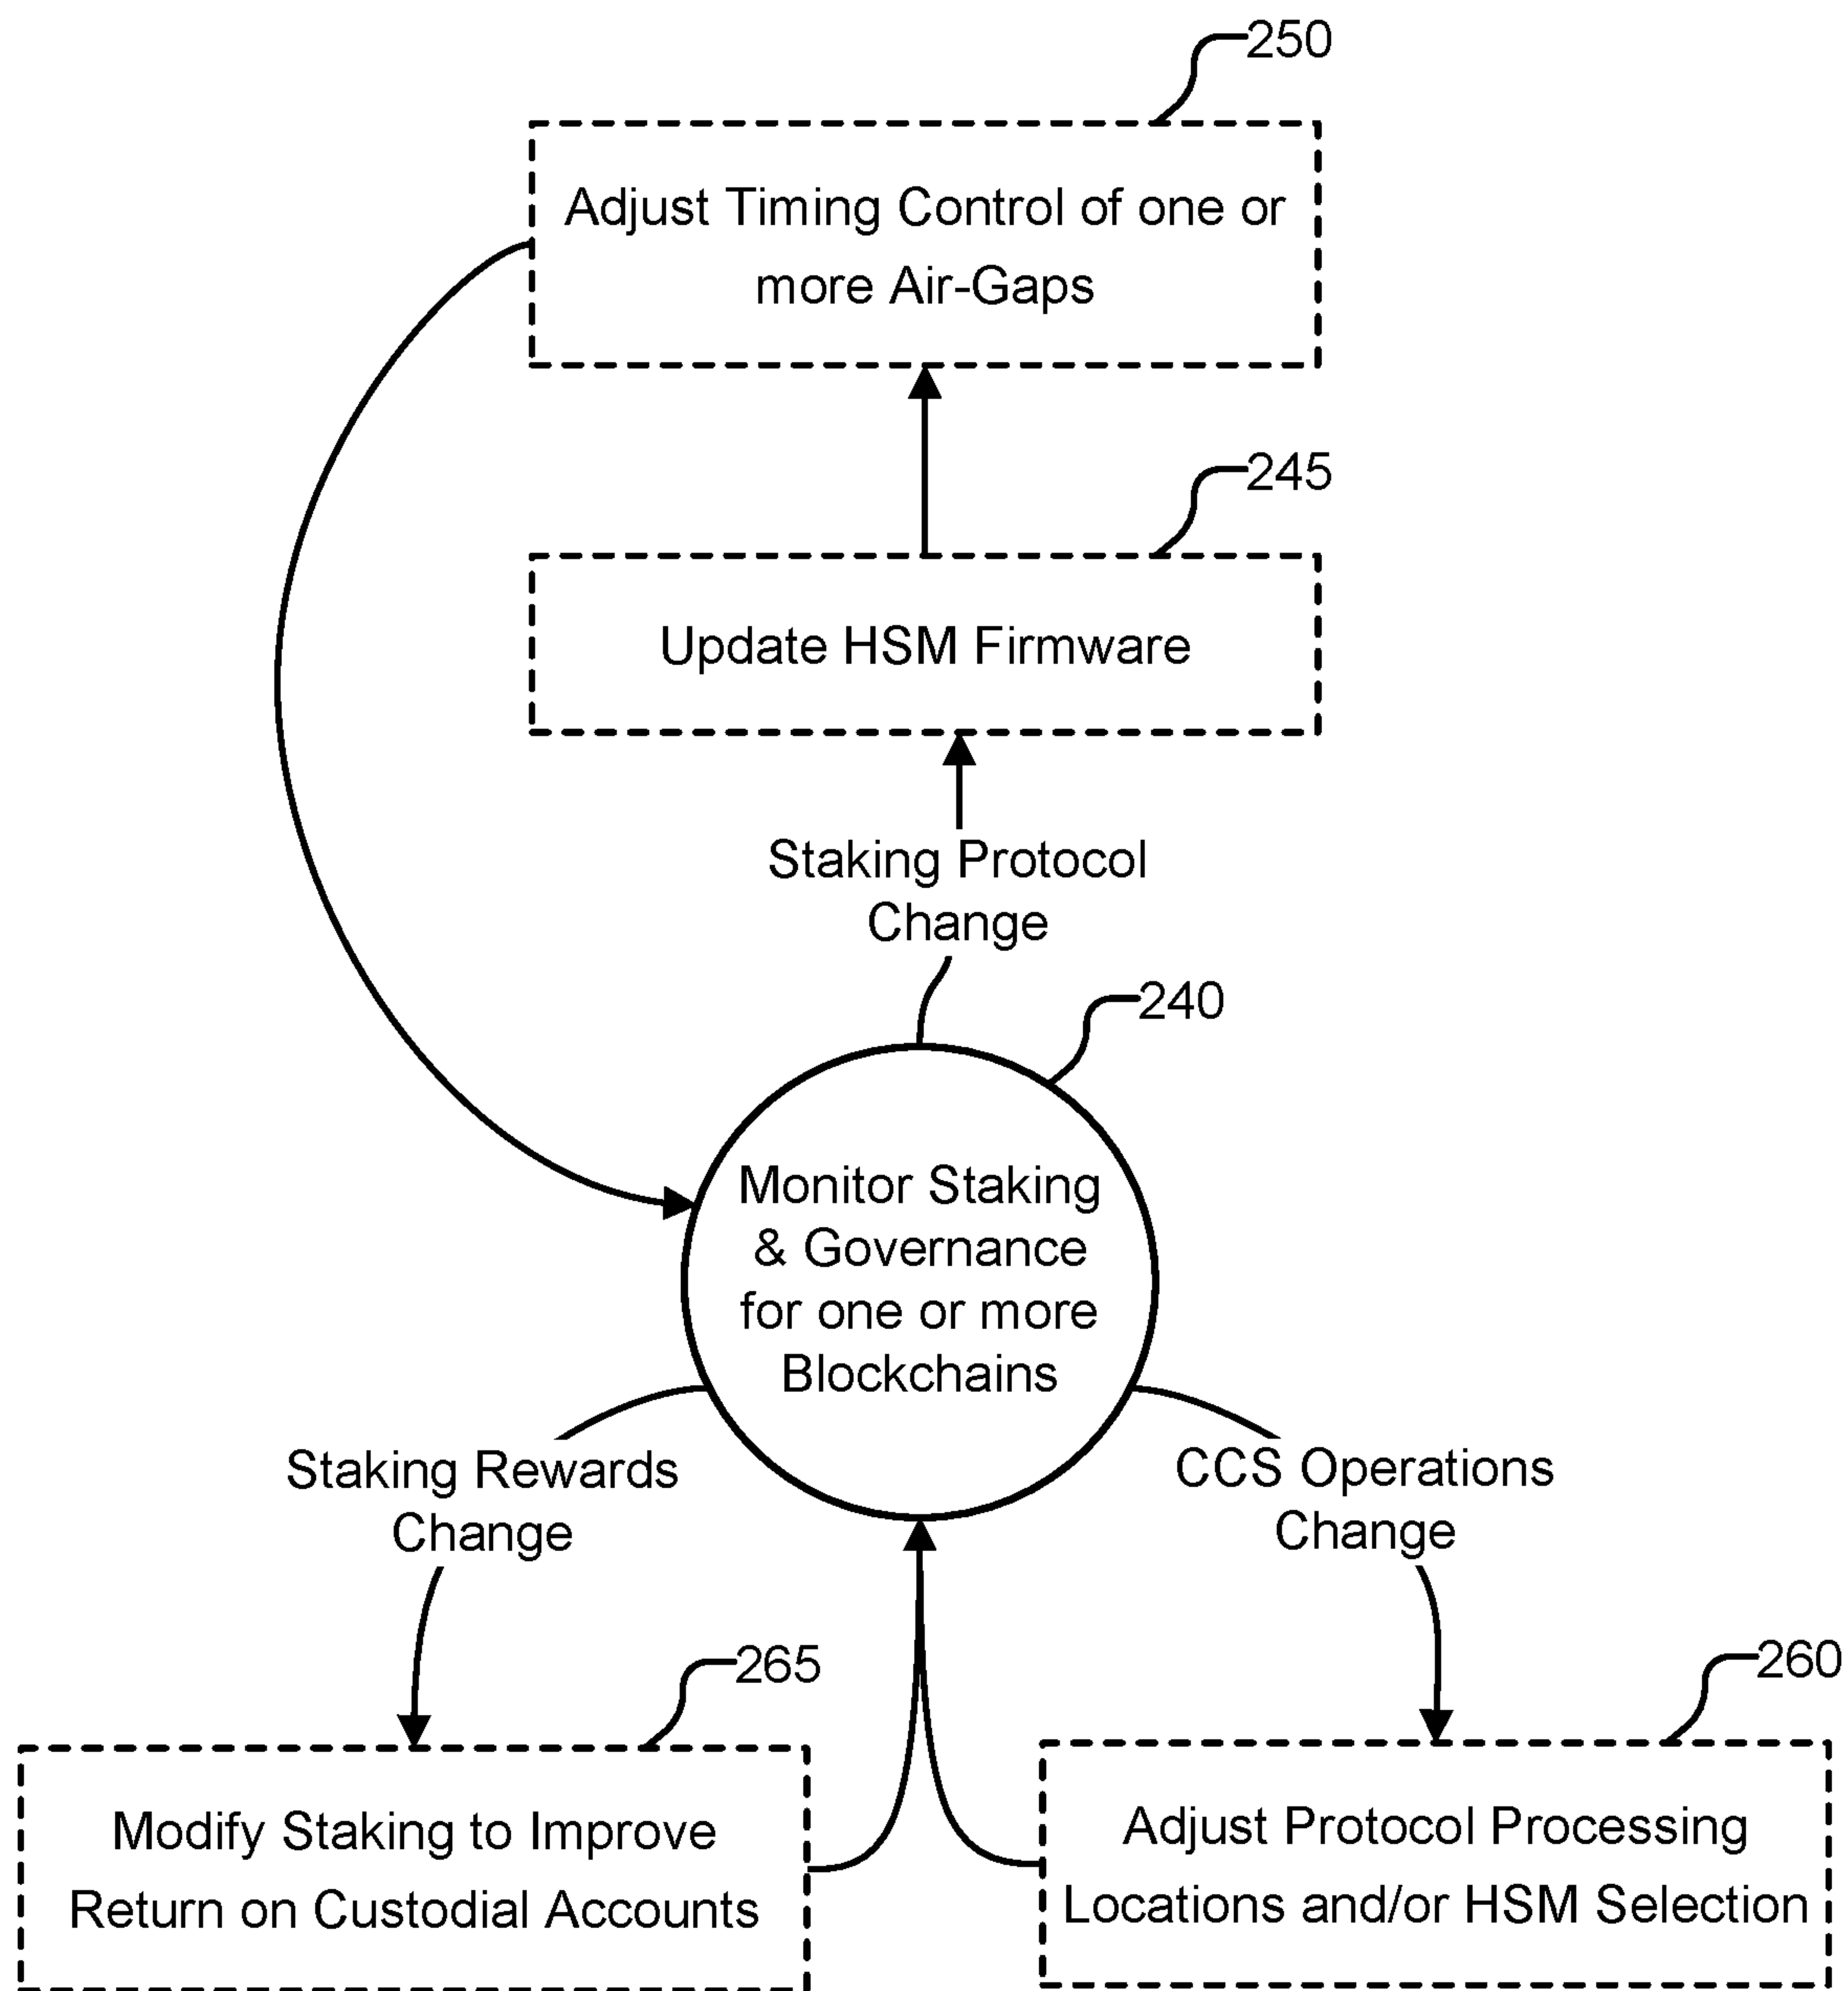 250
Adjust Timing Control of one or
more Air-Gaps
245
Update HSM Firmware
Staking Protocol
Change
240
Monitor Staking
& Governance
for one or more
Blockchains
Staking Rewards
Change
CCS Operations
Change
265
260
Modify Staking to Improve
Return on Custodial Accounts
Adjust Protocol Processing
Locations and/or HSM Selection